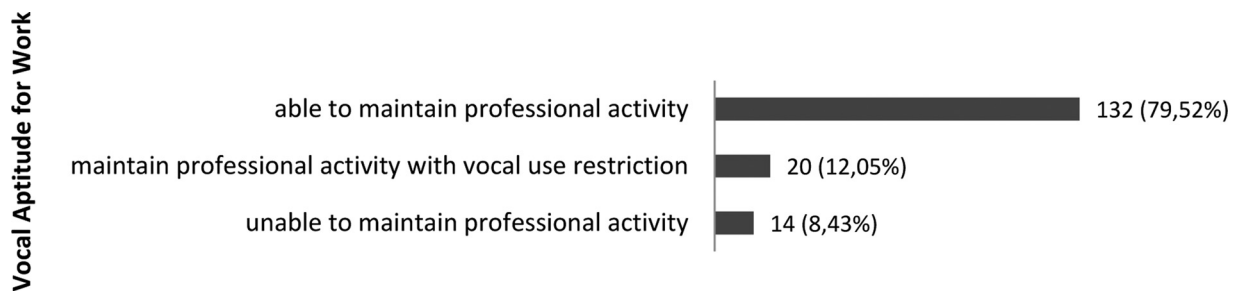 Vocal Aptitude for Work
able to maintain professional activity 132 (79,52%)
maintain professional activity with vocal use restriction 20 (12,05%)
unable to maintain professional activity 14 (8,43%)